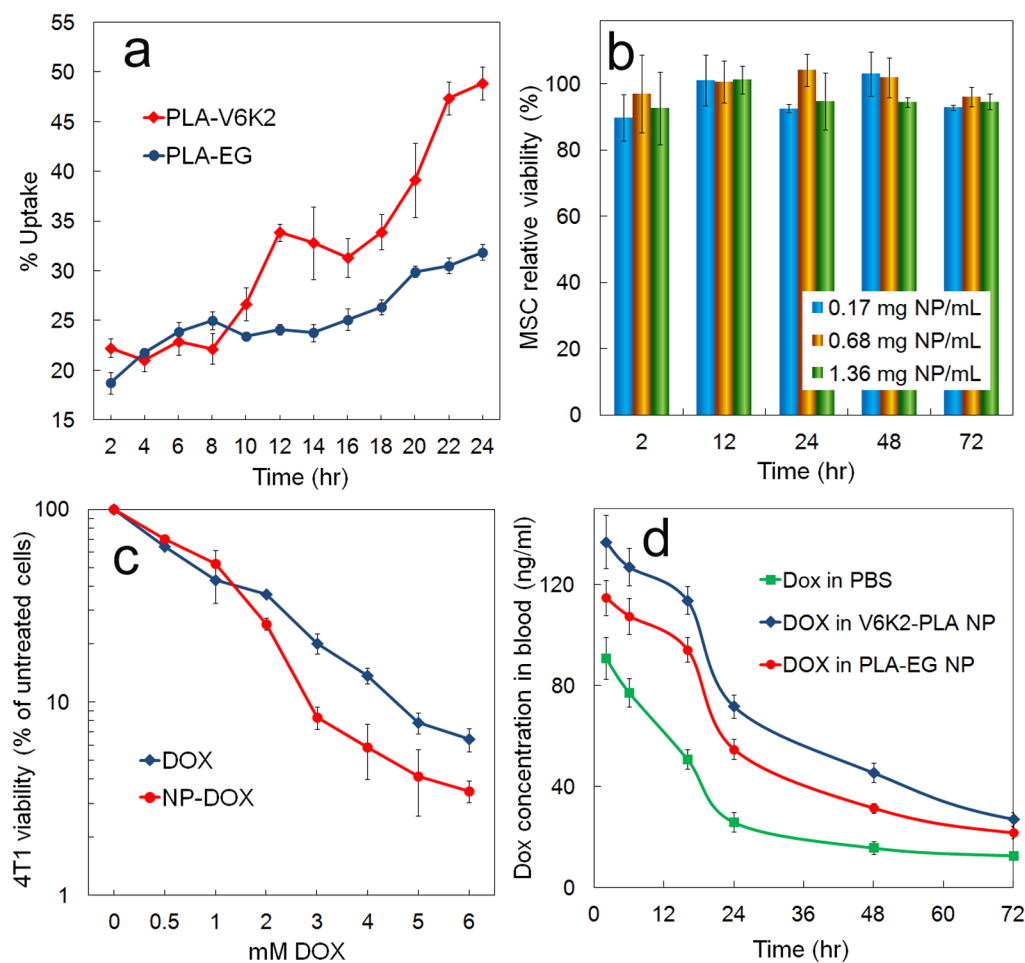 a
% Uptake
55
50
45
40
35
30
25
20
15
PLA-V6K2
PLA-EG
2 4 6 8 10 12 14 16 18 20 22 24
Time (hr)
b
MSC relative viability (%)
100
80
60
40
20
0
0.17 mg NP/mL
0.68 mg NP/mL
1.36 mg NP/mL
2 12 24 48 72
Time (hr)
c
4T1 viability (% of untreated cells)
100
10
1
DOX
NP-DOX
0 0.5 1 2 3 4 5 6
mM DOX
d
Dox concentration in blood (ng/ml)
120
80
40
0
Dox in PBS
DOX in V6K2-PLA NP
DOX in PLA-EG NP
0 12 24 36 48 60 72
Time (hr)